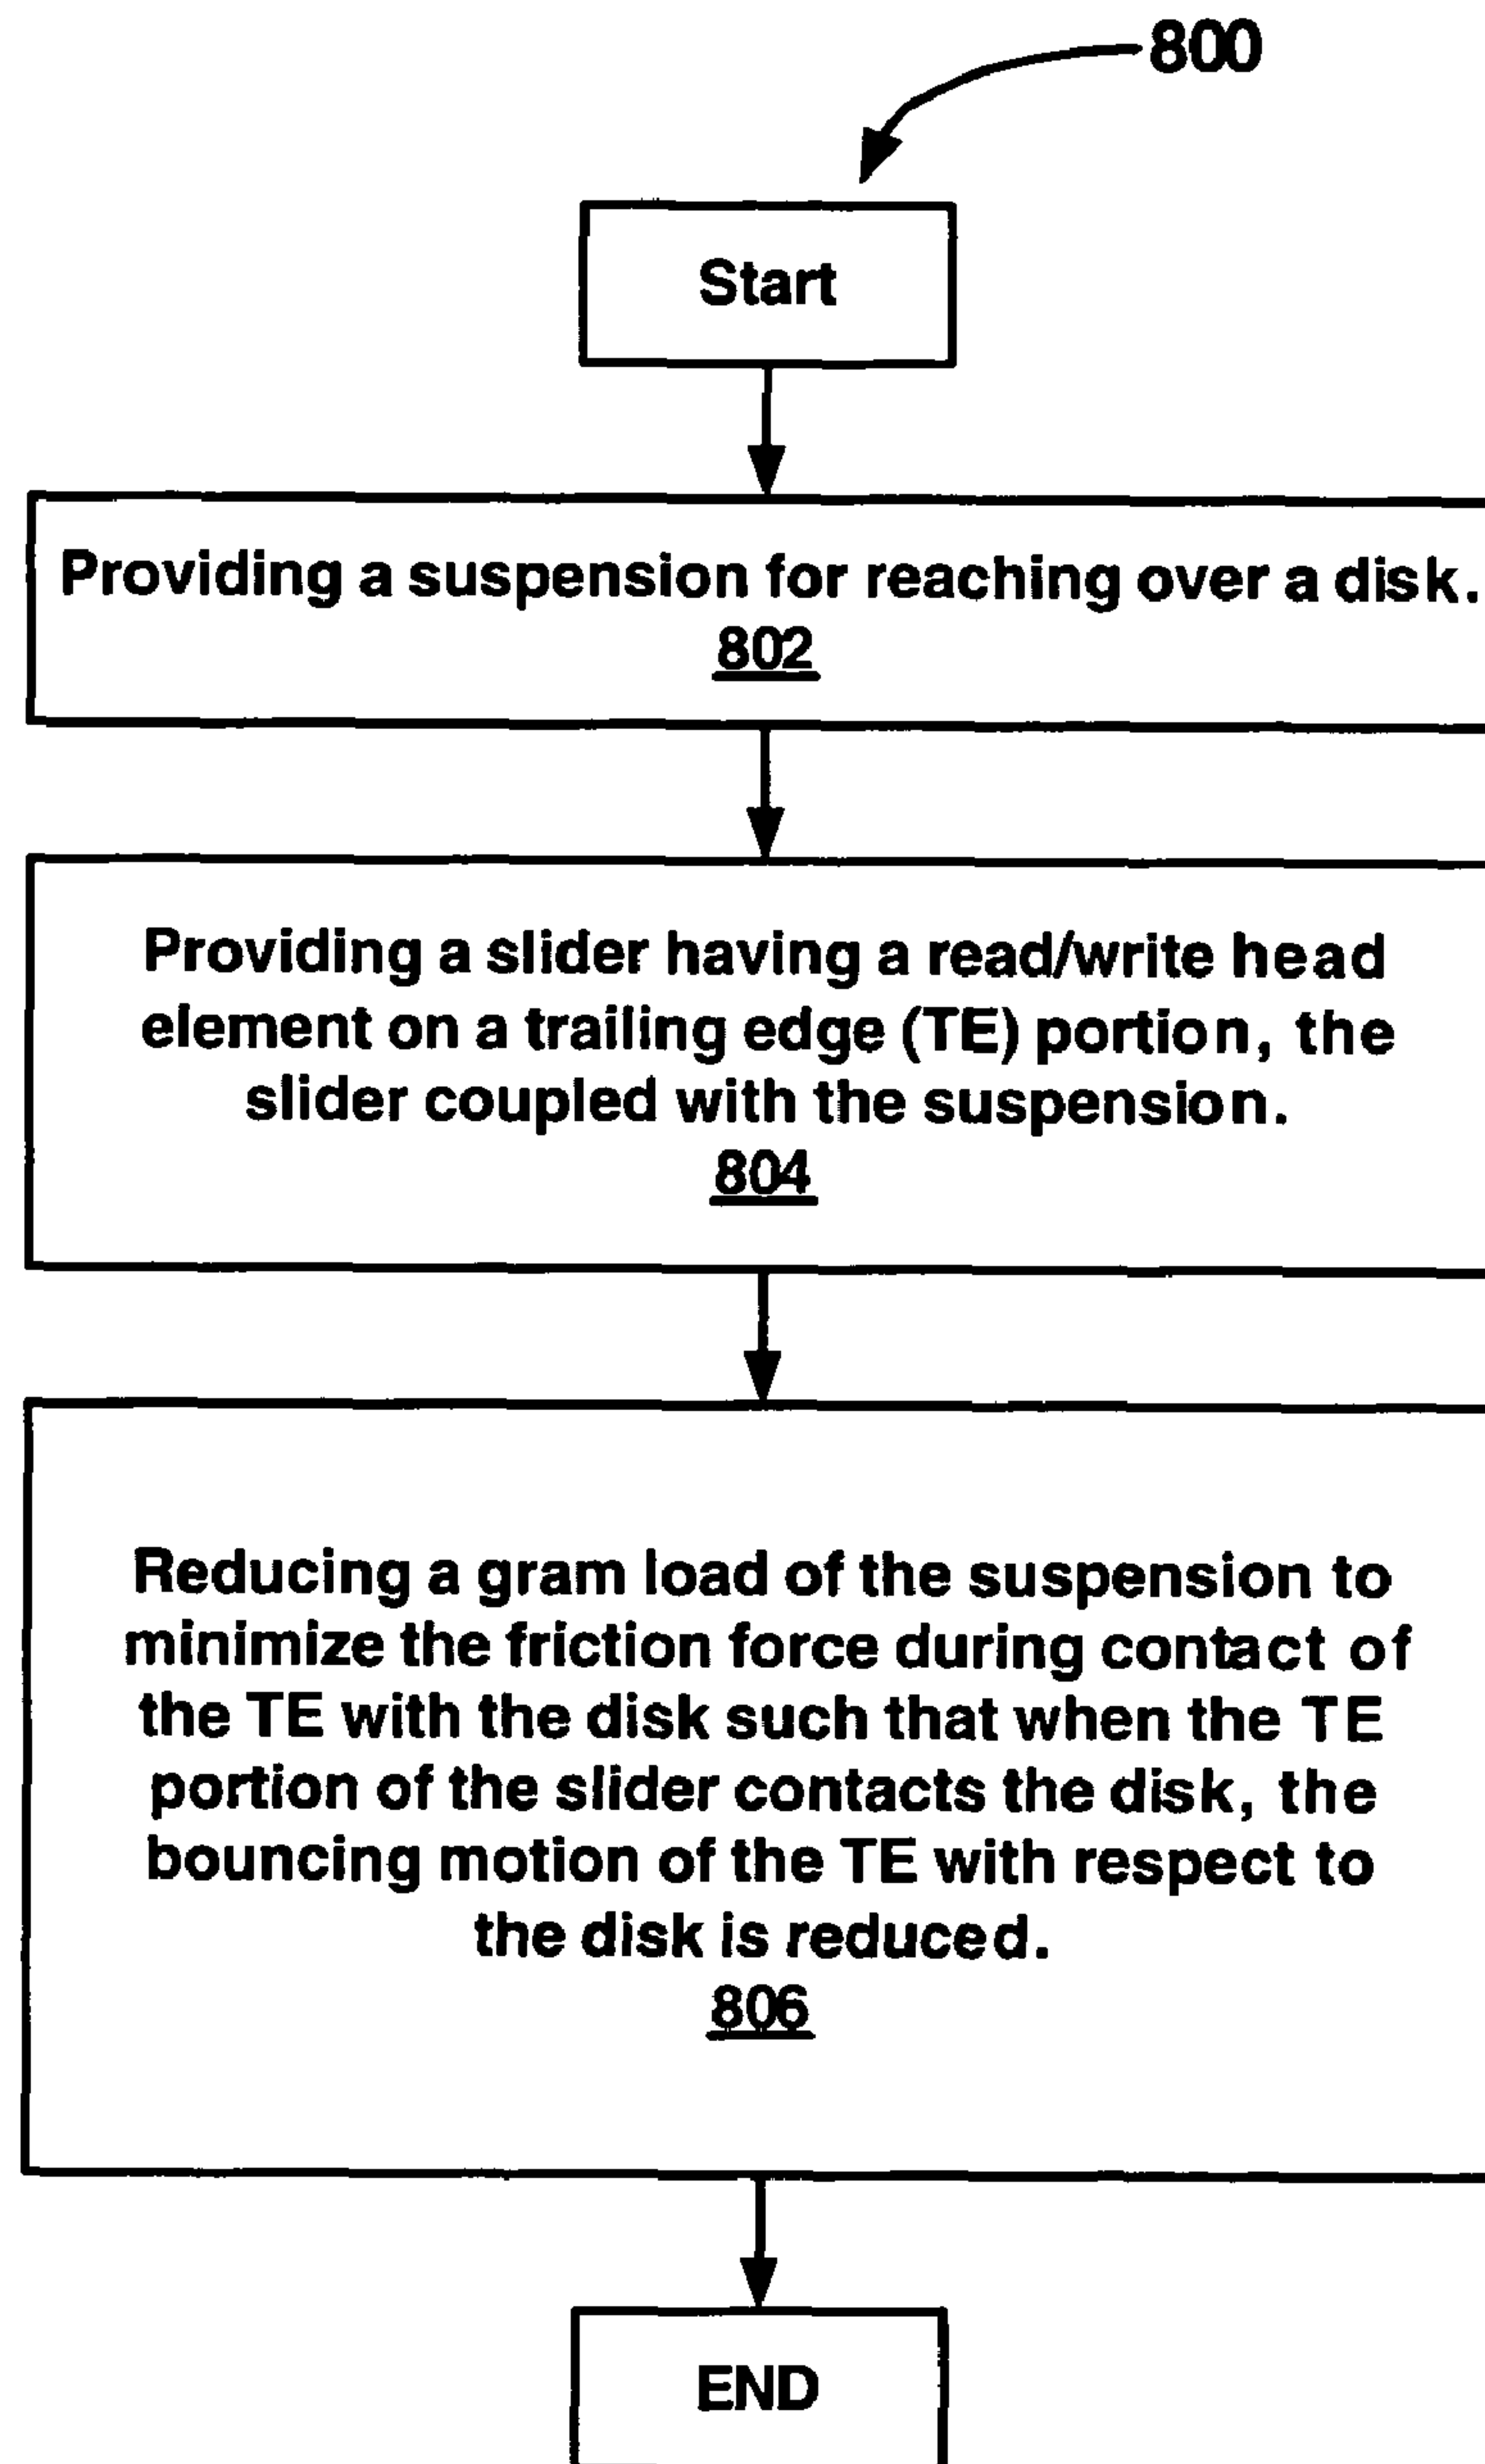 800
Start
Providing a suspension for reaching over a disk.
802
Providing a slider having a read/write head
element on a trailing edge (TE) portion, the
slider coupled with the suspension.
804
Reducing a gram load of the suspension to
minimize the friction force during contact of
the TE with the disk such that when the TE
portion of the slider contacts the disk, the
bouncing motion of the TE with respect to
the disk is reduced.
806
END